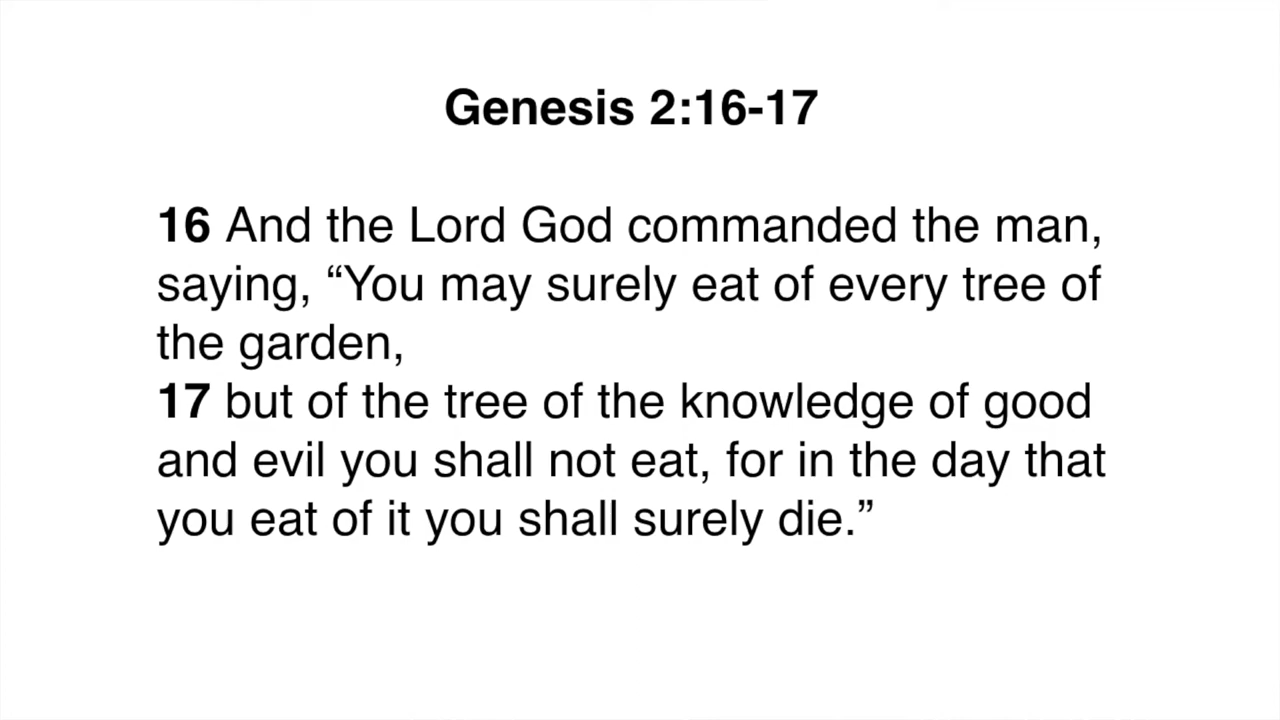 Genesis 2:16-17
16 And the Lord God commanded the man,
saying, “You may surely eat of every tree of
the garden,
17 but of the tree of the knowledge of good
and evil you shall not eat, for in the day that
you eat of it you shall surely die.”